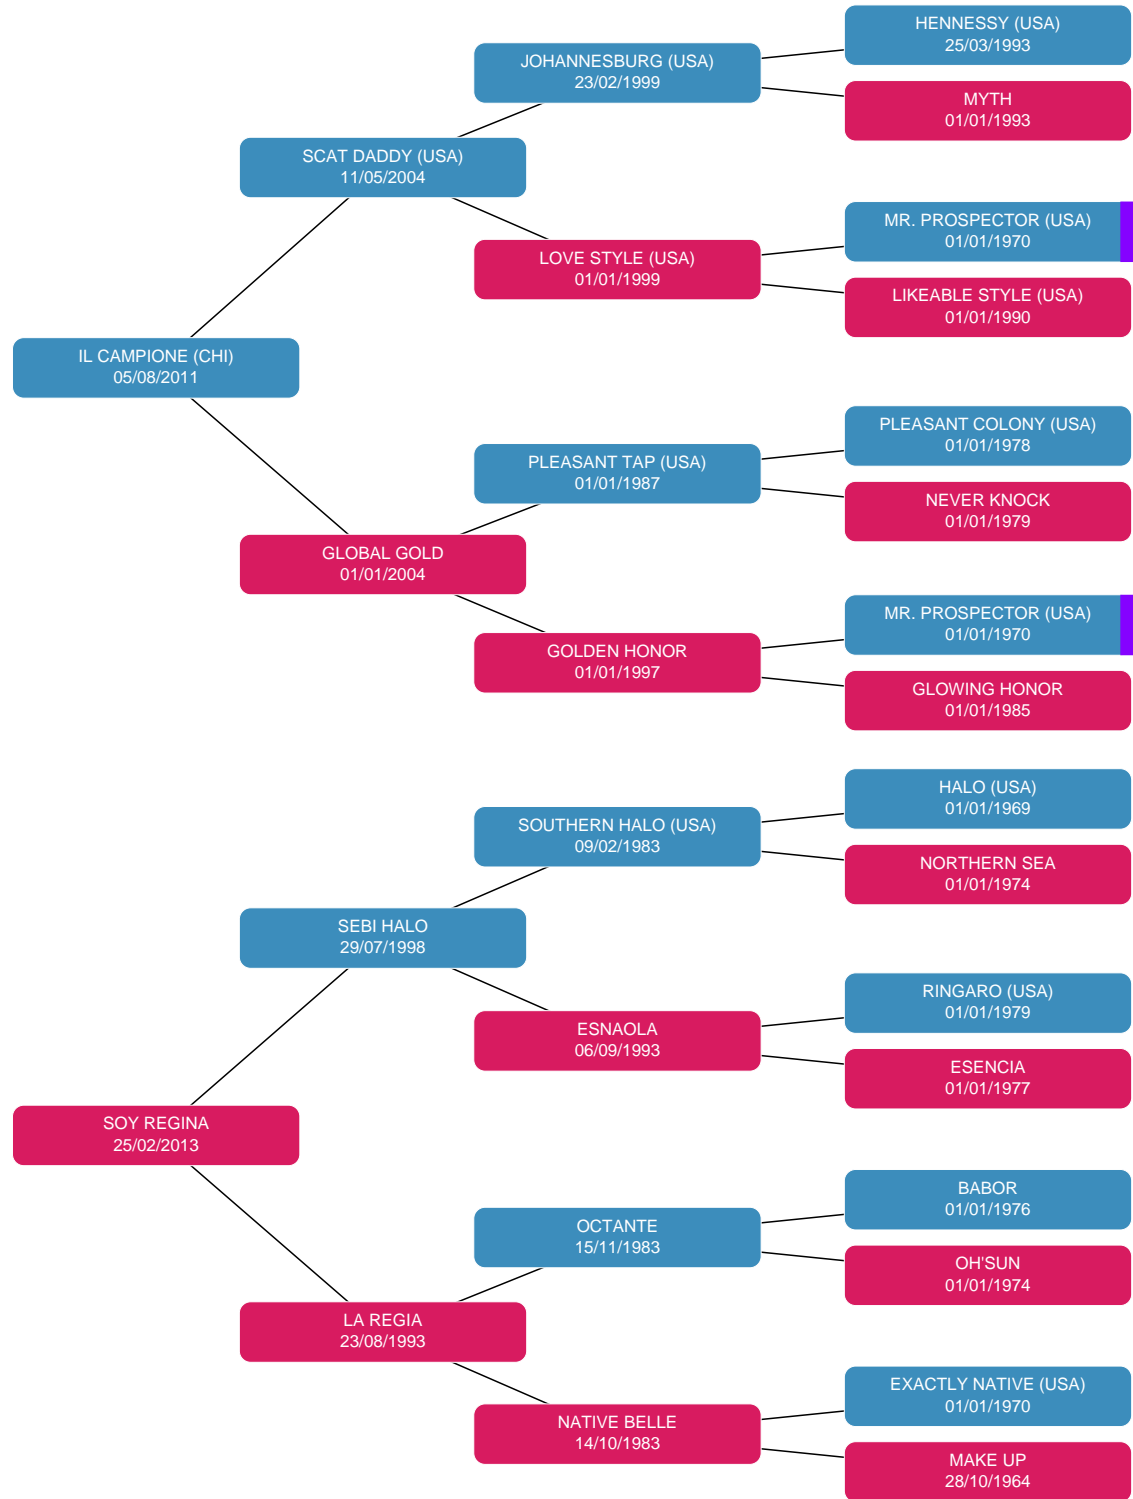 HENNESSY (USA)
25/03/1993
JOHANNESBURG (USA)
23/02/1999
MYTH
01/01/1993
SCAT DADDY (USA)
11/05/2004
MR. PROSPECTOR (USA)
01/01/1970
LOVE STYLE (USA)
01/01/1999
LIKEABLE STYLE (USA)
01/01/1990
IL CAMPIONE (CHI)
05/08/2011
PLEASANT COLONY (USA)
01/01/1978
PLEASANT TAP (USA)
01/01/1987
NEVER KNOCK
01/01/1979
GLOBAL GOLD
01/01/2004
MR. PROSPECTOR (USA)
01/01/1970
GOLDEN HONOR
01/01/1997
GLOWING HONOR
01/01/1985
HALO (USA)
01/01/1969
SOUTHERN HALO (USA)
09/02/1983
NORTHERN SEA
01/01/1974
SEBI HALO
29/07/1998
RINGARO (USA)
01/01/1979
ESNAOLA
06/09/1993
ESENCIA
01/01/1977
SOY REGINA
25/02/2013
BABOR
01/01/1976
OCTANTE
15/11/1983
OH'SUN
01/01/1974
LA REGIA
23/08/1993
EXACTLY NATIVE (USA)
01/01/1970
NATIVE BELLE
14/10/1983
MAKE UP
28/10/1964